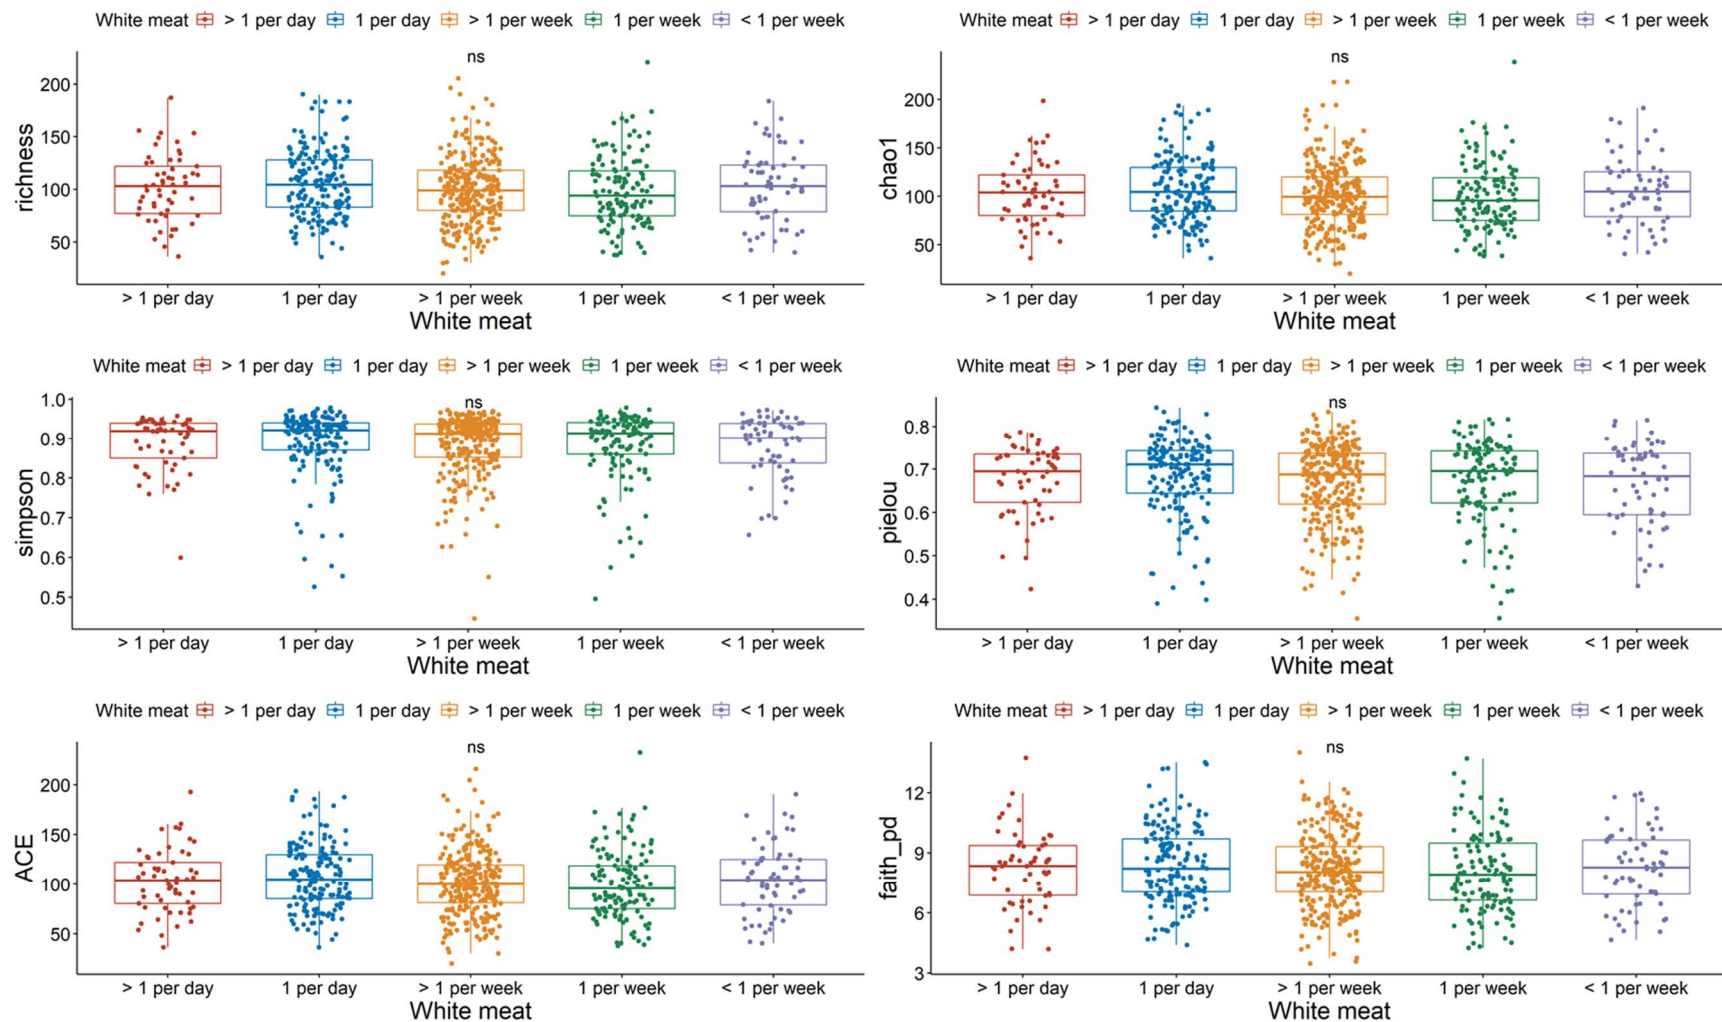 White meat > 1 per day 1 per day > 1 per week 1 per week < 1 per week
ns
richness
200
150
100
50
> 1 per day 1 per day > 1 per week 1 per week < 1 per week
White meat
White meat > 1 per day 1 per day > 1 per week 1 per week < 1 per week
ns
chao1
200
150
100
50
> 1 per day 1 per day > 1 per week 1 per week < 1 per week
White meat
White meat > 1 per day 1 per day > 1 per week 1 per week < 1 per week
ns
simpson
1.0
0.9
0.8
0.7
0.6
0.5
> 1 per day 1 per day > 1 per week 1 per week < 1 per week
White meat
White meat > 1 per day 1 per day > 1 per week 1 per week < 1 per week
ns
pielou
0.8
0.7
0.6
0.5
0.4
> 1 per day 1 per day > 1 per week 1 per week < 1 per week
White meat
White meat > 1 per day 1 per day > 1 per week 1 per week < 1 per week
ns
ACE
200
150
100
50
> 1 per day 1 per day > 1 per week 1 per week < 1 per week
White meat
White meat > 1 per day 1 per day > 1 per week 1 per week < 1 per week
ns
faith_pd
12
9
6
3
> 1 per day 1 per day > 1 per week 1 per week < 1 per week
White meat